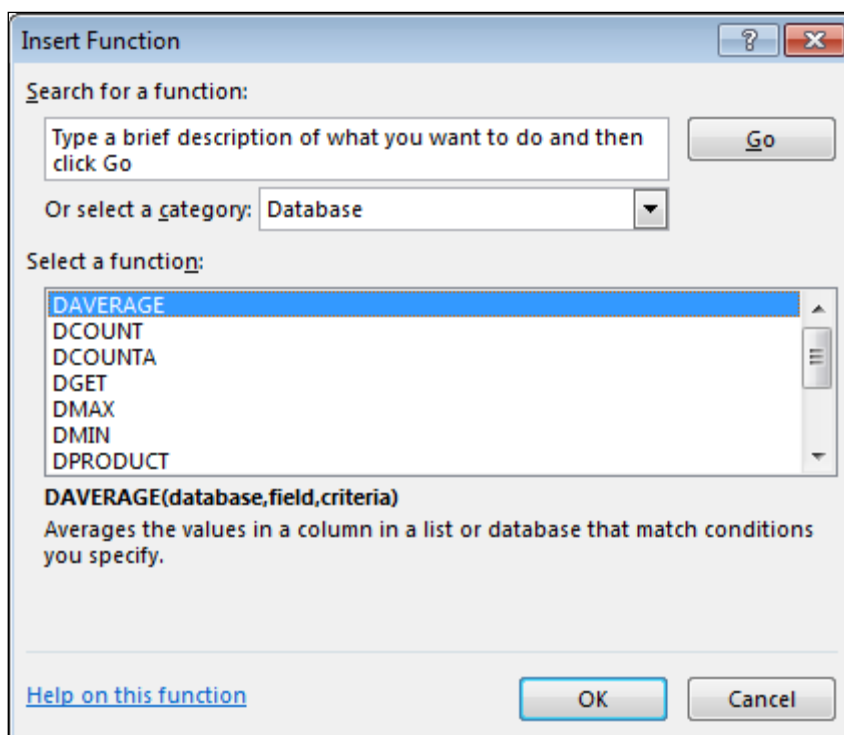 Insert Function
Search for a function:
Type a brief description of what you want to do and then
click Go
Go
Or select a category: Database
Select a function:
DAVERAGE
DCOUNT
DCOUNTA
DGET
DMAX
DMIN
DPRODUCT
DAVERAGE(database,field,criteria)
Averages the values in a column in a list or database that match conditions
you specify.
Help on this function
OK
Cancel